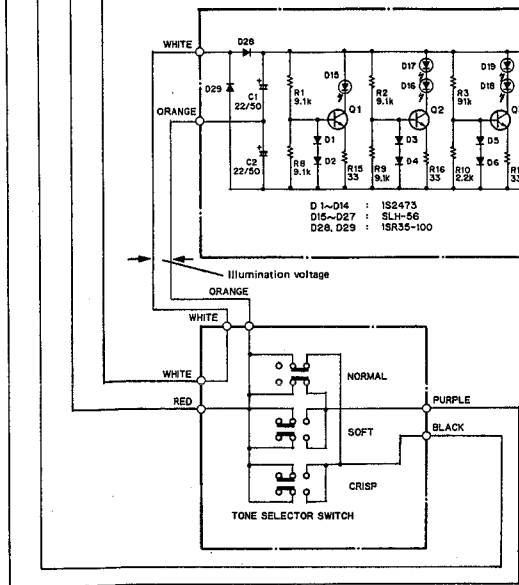 WHITE
D28
D29
ORANGE
+
C1
22/50
+
C2
22/50
R1
9.1k
R8
9.1k
D15
Q1
D1
D2
R15
33
R2
9.1k
R9
9.1k
D17
D16
Q2
D3
D4
R16
33
R3
91k
R10
2.2k
D19
D18
D5
D6
33
D1~D14 : 1S2473
D15~D27 : SLH-56
D28, D29 : 1SR35-100
Illumination voltage
ORANGE
WHITE
WHITE
RED
NORMAL
SOFT
CRISP
PURPLE
BLACK
TONE SELECTOR SWITCH